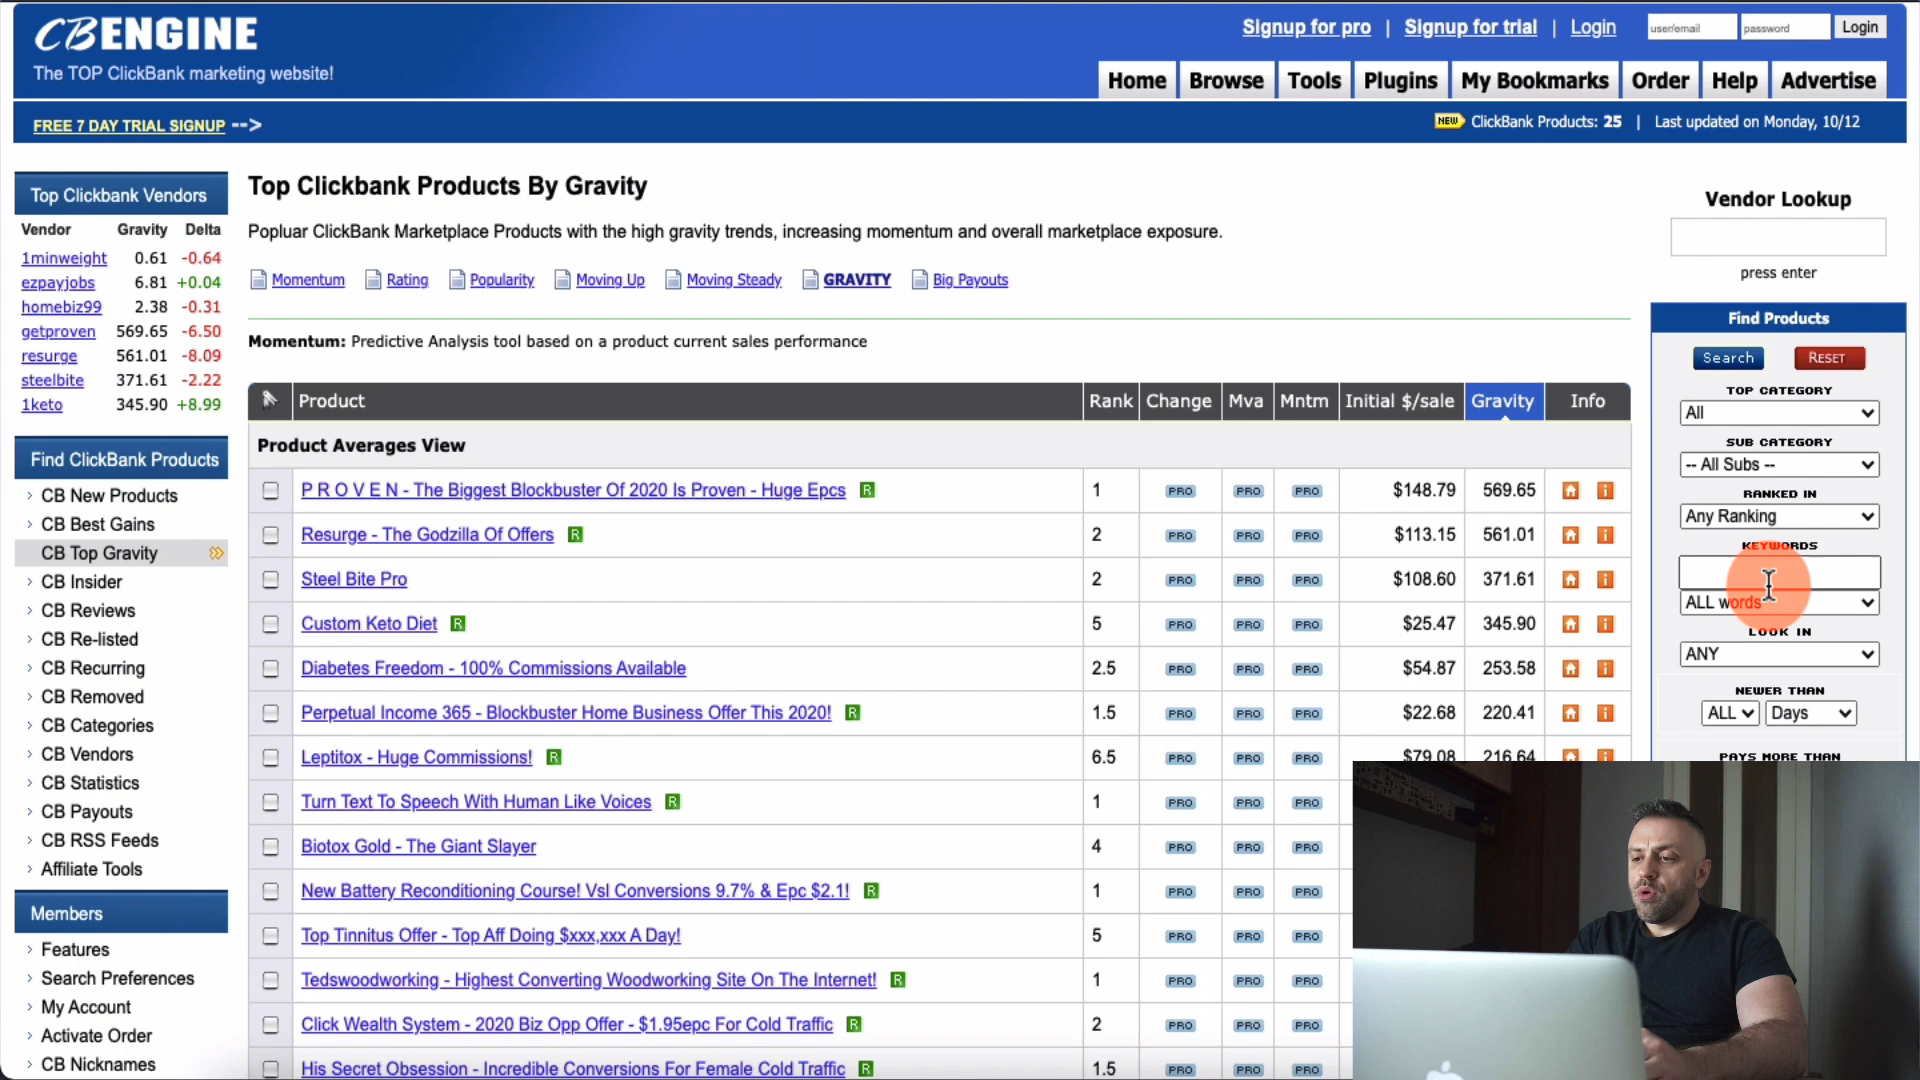 CBENGINE
The TOP ClickBank marketing website!
Signup for pro | Signup for trial | Login
user/email password Login
Home Browse Tools Plugins My Bookmarks Order Help Advertise
FREE 7 DAY TRIAL SIGNUP -->
NEW ClickBank Products: 25 | Last updated on Monday, 10/12
Top Clickbank Vendors
Vendor Gravity Delta
1minweight 0.61 -0.64
ezpayjobs 6.81 +0.04
homebiz99 2.38 -0.31
getproven 569.65 -6.50
resurge 561.01 -8.09
steelbite 371.61 -2.22
1keto 345.90 +8.99
Find ClickBank Products
CB New Products
CB Best Gains
CB Top Gravity
CB Insider
CB Reviews
CB Re-listed
CB Recurring
CB Removed
CB Categories
CB Vendors
CB Statistics
CB Payouts
CB RSS Feeds
Affiliate Tools
Members
Features
Search Preferences
My Account
Activate Order
CB Nicknames
Top Clickbank Products By Gravity
Popluar ClickBank Marketplace Products with the high gravity trends, increasing momentum and overall marketplace exposure.
Momentum Rating Popularity Moving Up Moving Steady GRAVITY Big Payouts
Momentum: Predictive Analysis tool based on a product current sales performance
Product Rank Change Mva Mntm Initial $/sale Gravity Info
Product Averages View
P R O V E N - The Biggest Blockbuster Of 2020 Is Proven - Huge Epcs R 1 PRO PRO PRO $148.79 569.65
Resurge - The Godzilla Of Offers R 2 PRO PRO PRO $113.15 561.01
Steel Bite Pro 2 PRO PRO PRO $108.60 371.61
Custom Keto Diet R 5 PRO PRO PRO $25.47 345.90
Diabetes Freedom - 100% Commissions Available 2.5 PRO PRO PRO $54.87 253.58
Perpetual Income 365 - Blockbuster Home Business Offer This 2020! R 1.5 PRO PRO PRO $22.68 220.41
Leptitox - Huge Commissions! R 6.5 PRO PRO PRO $79.08 216.64
Turn Text To Speech With Human Like Voices R 1 PRO PRO PRO
Biotox Gold - The Giant Slayer 4 PRO PRO PRO
New Battery Reconditioning Course! Vsl Conversions 9.7% & Epc $2.1! R 1 PRO PRO PRO
Top Tinnitus Offer - Top Aff Doing $xxx,xxx A Day! 5 PRO PRO PRO
Tedswoodworking - Highest Converting Woodworking Site On The Internet! R 1 PRO PRO PRO
Click Wealth System - 2020 Biz Opp Offer - $1.95epc For Cold Traffic R 2 PRO PRO PRO
His Secret Obsession - Incredible Conversions For Female Cold Traffic R 1.5 PRO PRO PRO
Vendor Lookup
press enter
Find Products
Search RESET
TOP CATEGORY
All
SUB CATEGORY
-- All Subs --
RANKED IN
Any Ranking
KEYWORDS
ALL words
LOOK IN
ANY
NEWER THAN
ALL Days
PAYS MORE THAN